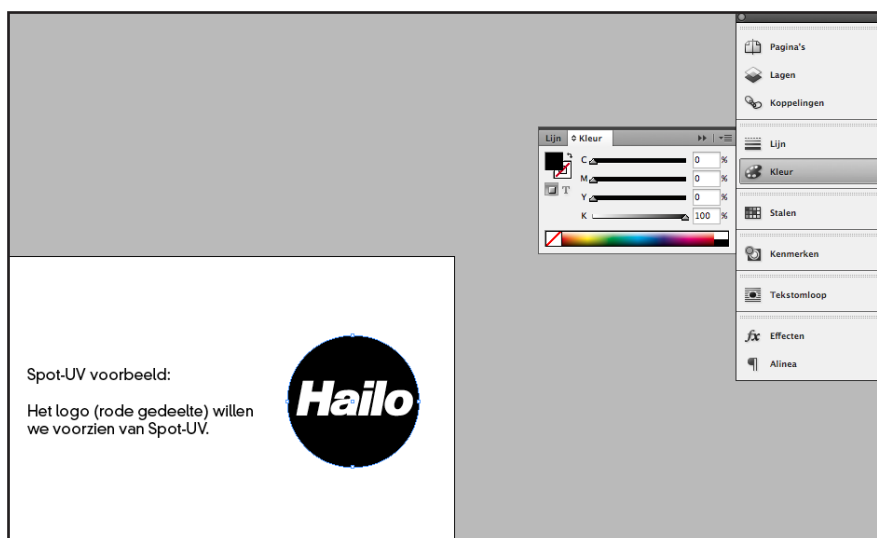 Pagina's
Lagen
Koppelingen
Lijn
Kleur
Stalen
Kenmerken
Tekstomloop
fx Effecten
Alinea
Lijn Kleur
C 0 %
M 0 %
Y 0 %
K 100 %
T
Spot-UV voorbeeld:
Het logo (rode gedeelte) willen
we voorzien van Spot-UV.
Hailo